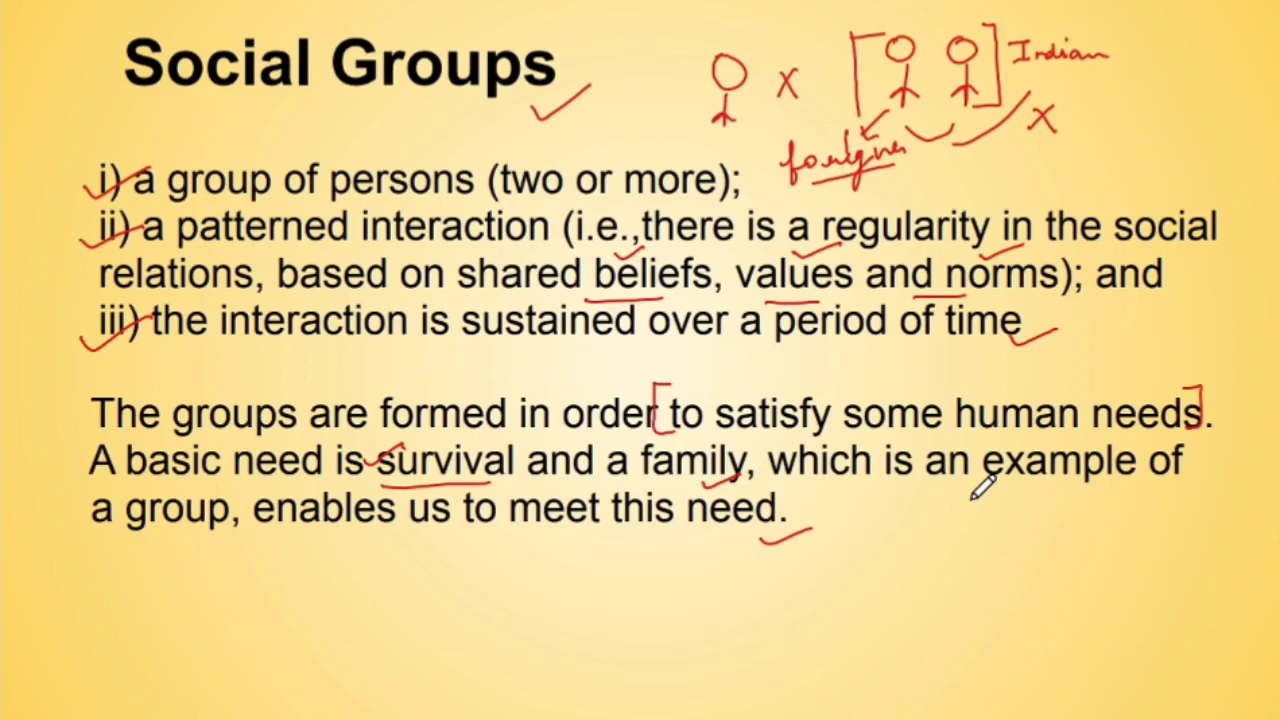 Social Groups
X
Indian
X
foreigner
i) a group of persons (two or more);
ii) a patterned interaction (i.e.,there is a regularity in the social
relations, based on shared beliefs, values and norms); and
iii) the interaction is sustained over a period of time
The groups are formed in order [to satisfy some human needs].
A basic need is survival and a family, which is an example of
a group, enables us to meet this need.